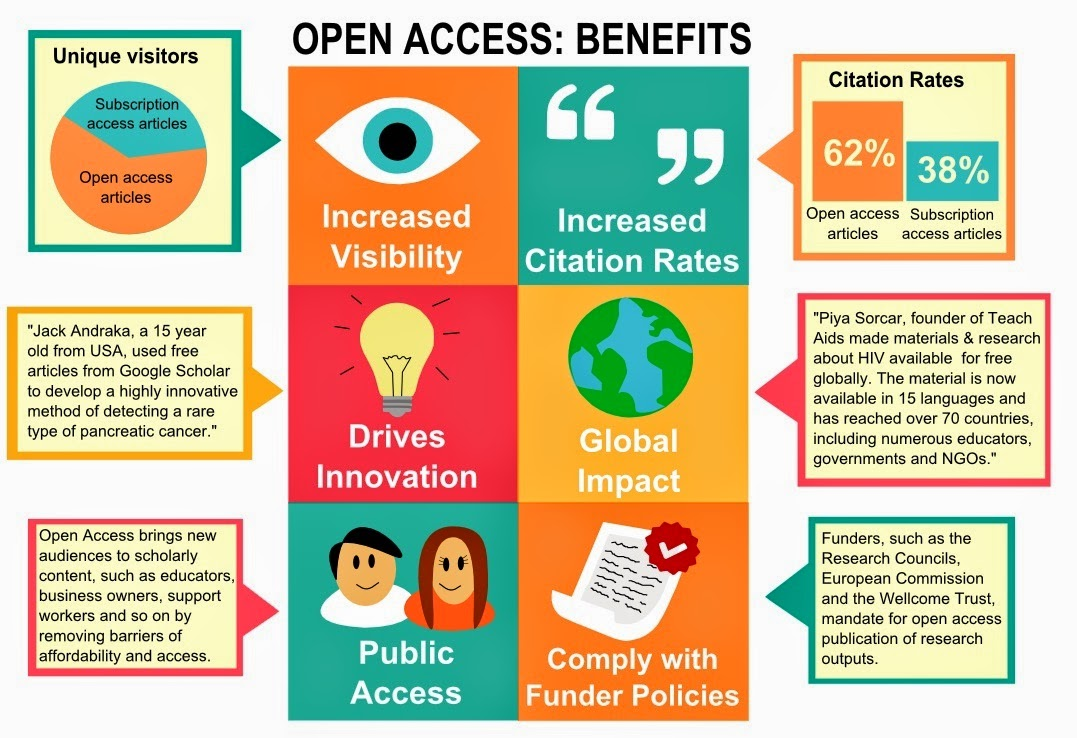 OPEN ACCESS: BENEFITS
Unique visitors
Subscription
access articles
Open access
articles
Increased
Visibility
Increased
Citation Rates
Citation Rates
62%
38%
Open access
articles
Subscription
access articles
"Jack Andraka, a 15 year
old from USA, used free
articles from Google Scholar
to develop a highly innovative
method of detecting a rare
type of pancreatic cancer."
Drives
Innovation
Global
Impact
"Piya Sorcar, founder of Teach
Aids made materials & research
about HIV available for free
globally. The material is now
available in 15 languages and
has reached over 70 countries,
including numerous educators,
governments and NGOs."
Open Access brings new
audiences to scholarly
content, such as educators,
business owners, support
workers and so on by
removing barriers of
affordability and access.
Public
Access
Comply with
Funder Policies
Funders, such as the
Research Councils,
European Commission
and the Wellcome Trust,
mandate for open access
publication of research
outputs.